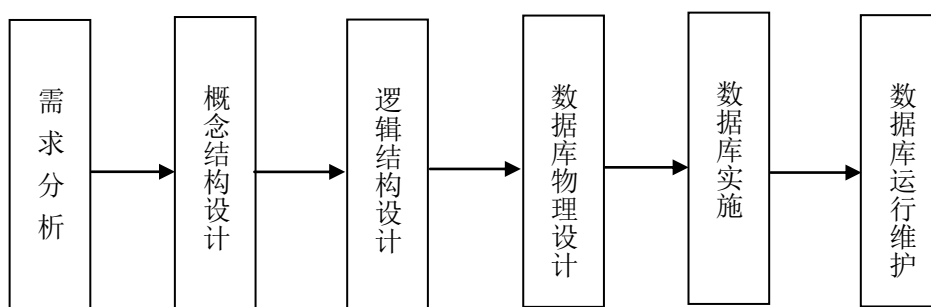 需求分析
概念结构设计
逻辑结构设计
数据库物理设计
数据库实施
数据库运行维护